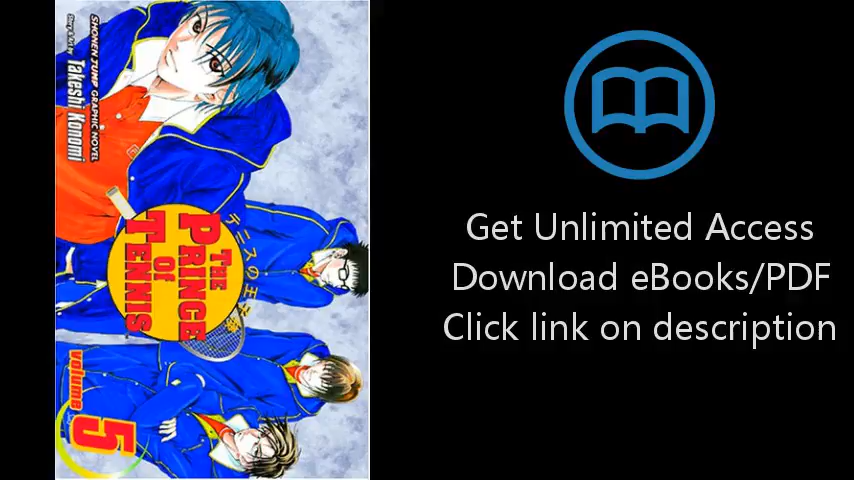 SHONEN JUMP GRAPHIC NOVEL
Story & Art by
Takeshi Konomi
テニスの王子様
THE
PRINCE
OF
TENNIS
volume
5
Get Unlimited Access
Download eBooks/PDF
Click link on description